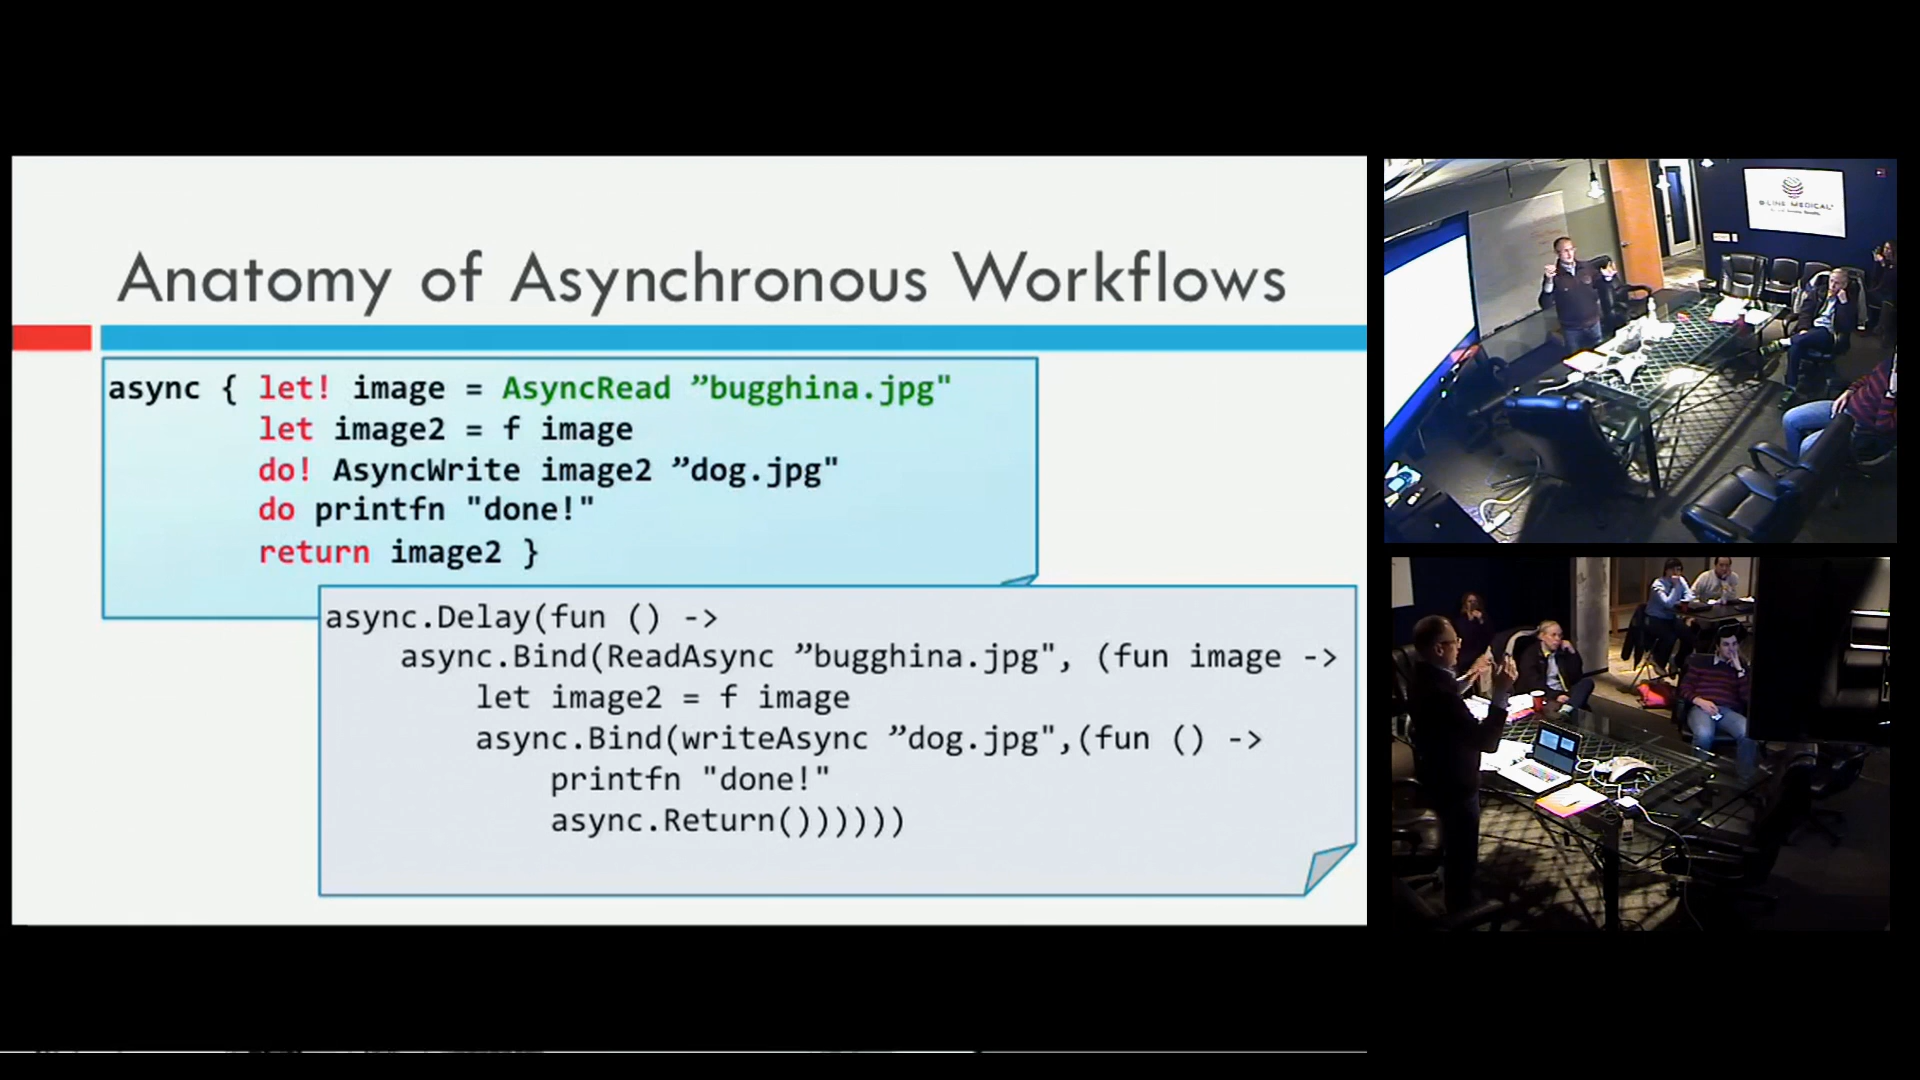 Anatomy of Asynchronous Workflows
async { let! image = AsyncRead ”bugghina.jpg"
let image2 = f image
do! AsyncWrite image2 ”dog.jpg"
do printfn "done!"
return image2 }
async.Delay(fun () ->
async.Bind(ReadAsync ”bugghina.jpg", (fun image ->
let image2 = f image
async.Bind(writeAsync ”dog.jpg",(fun () ->
printfn "done!"
async.Return())))))
LINE MEDICAL